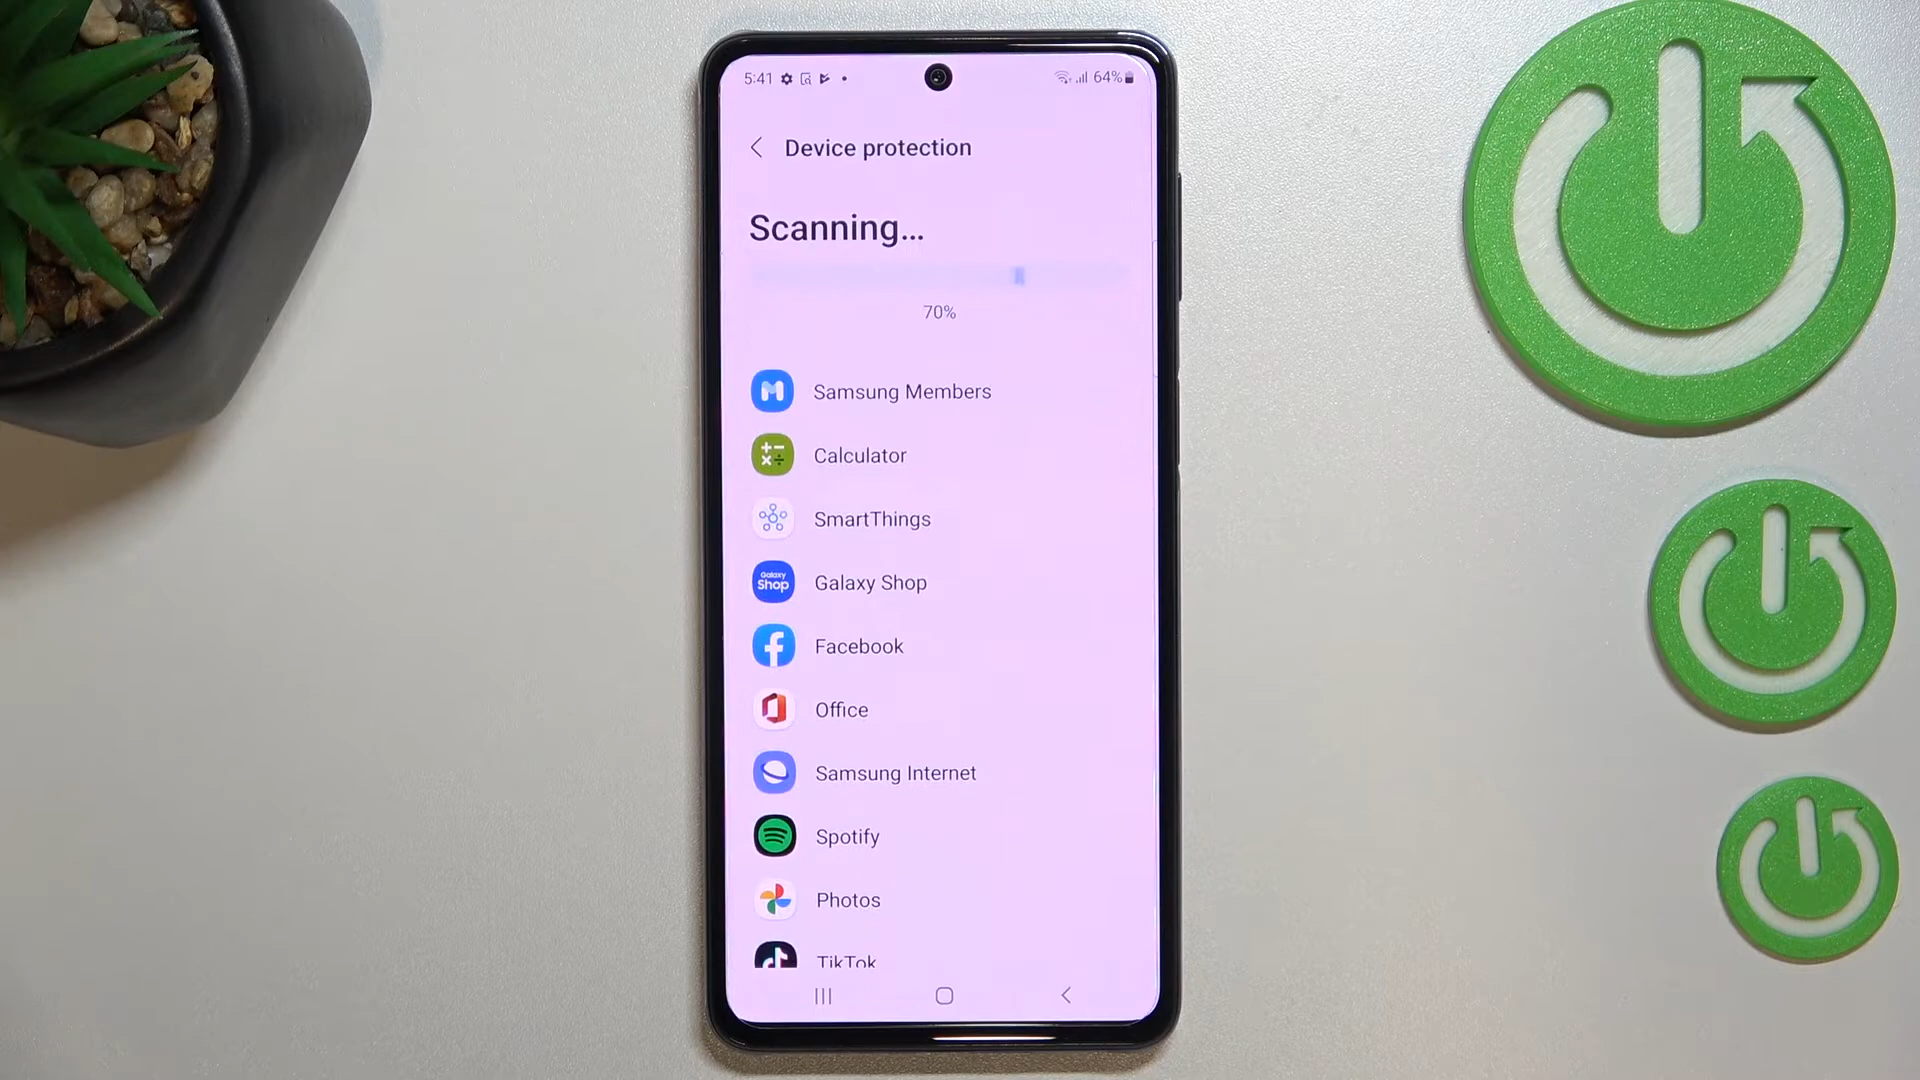 5:41
64%
Device protection
Scanning...
70%
Samsung Members
Calculator
SmartThings
Galaxy Shop
Galaxy Shop
Facebook
Office
Samsung Internet
Spotify
Photos
TikTok